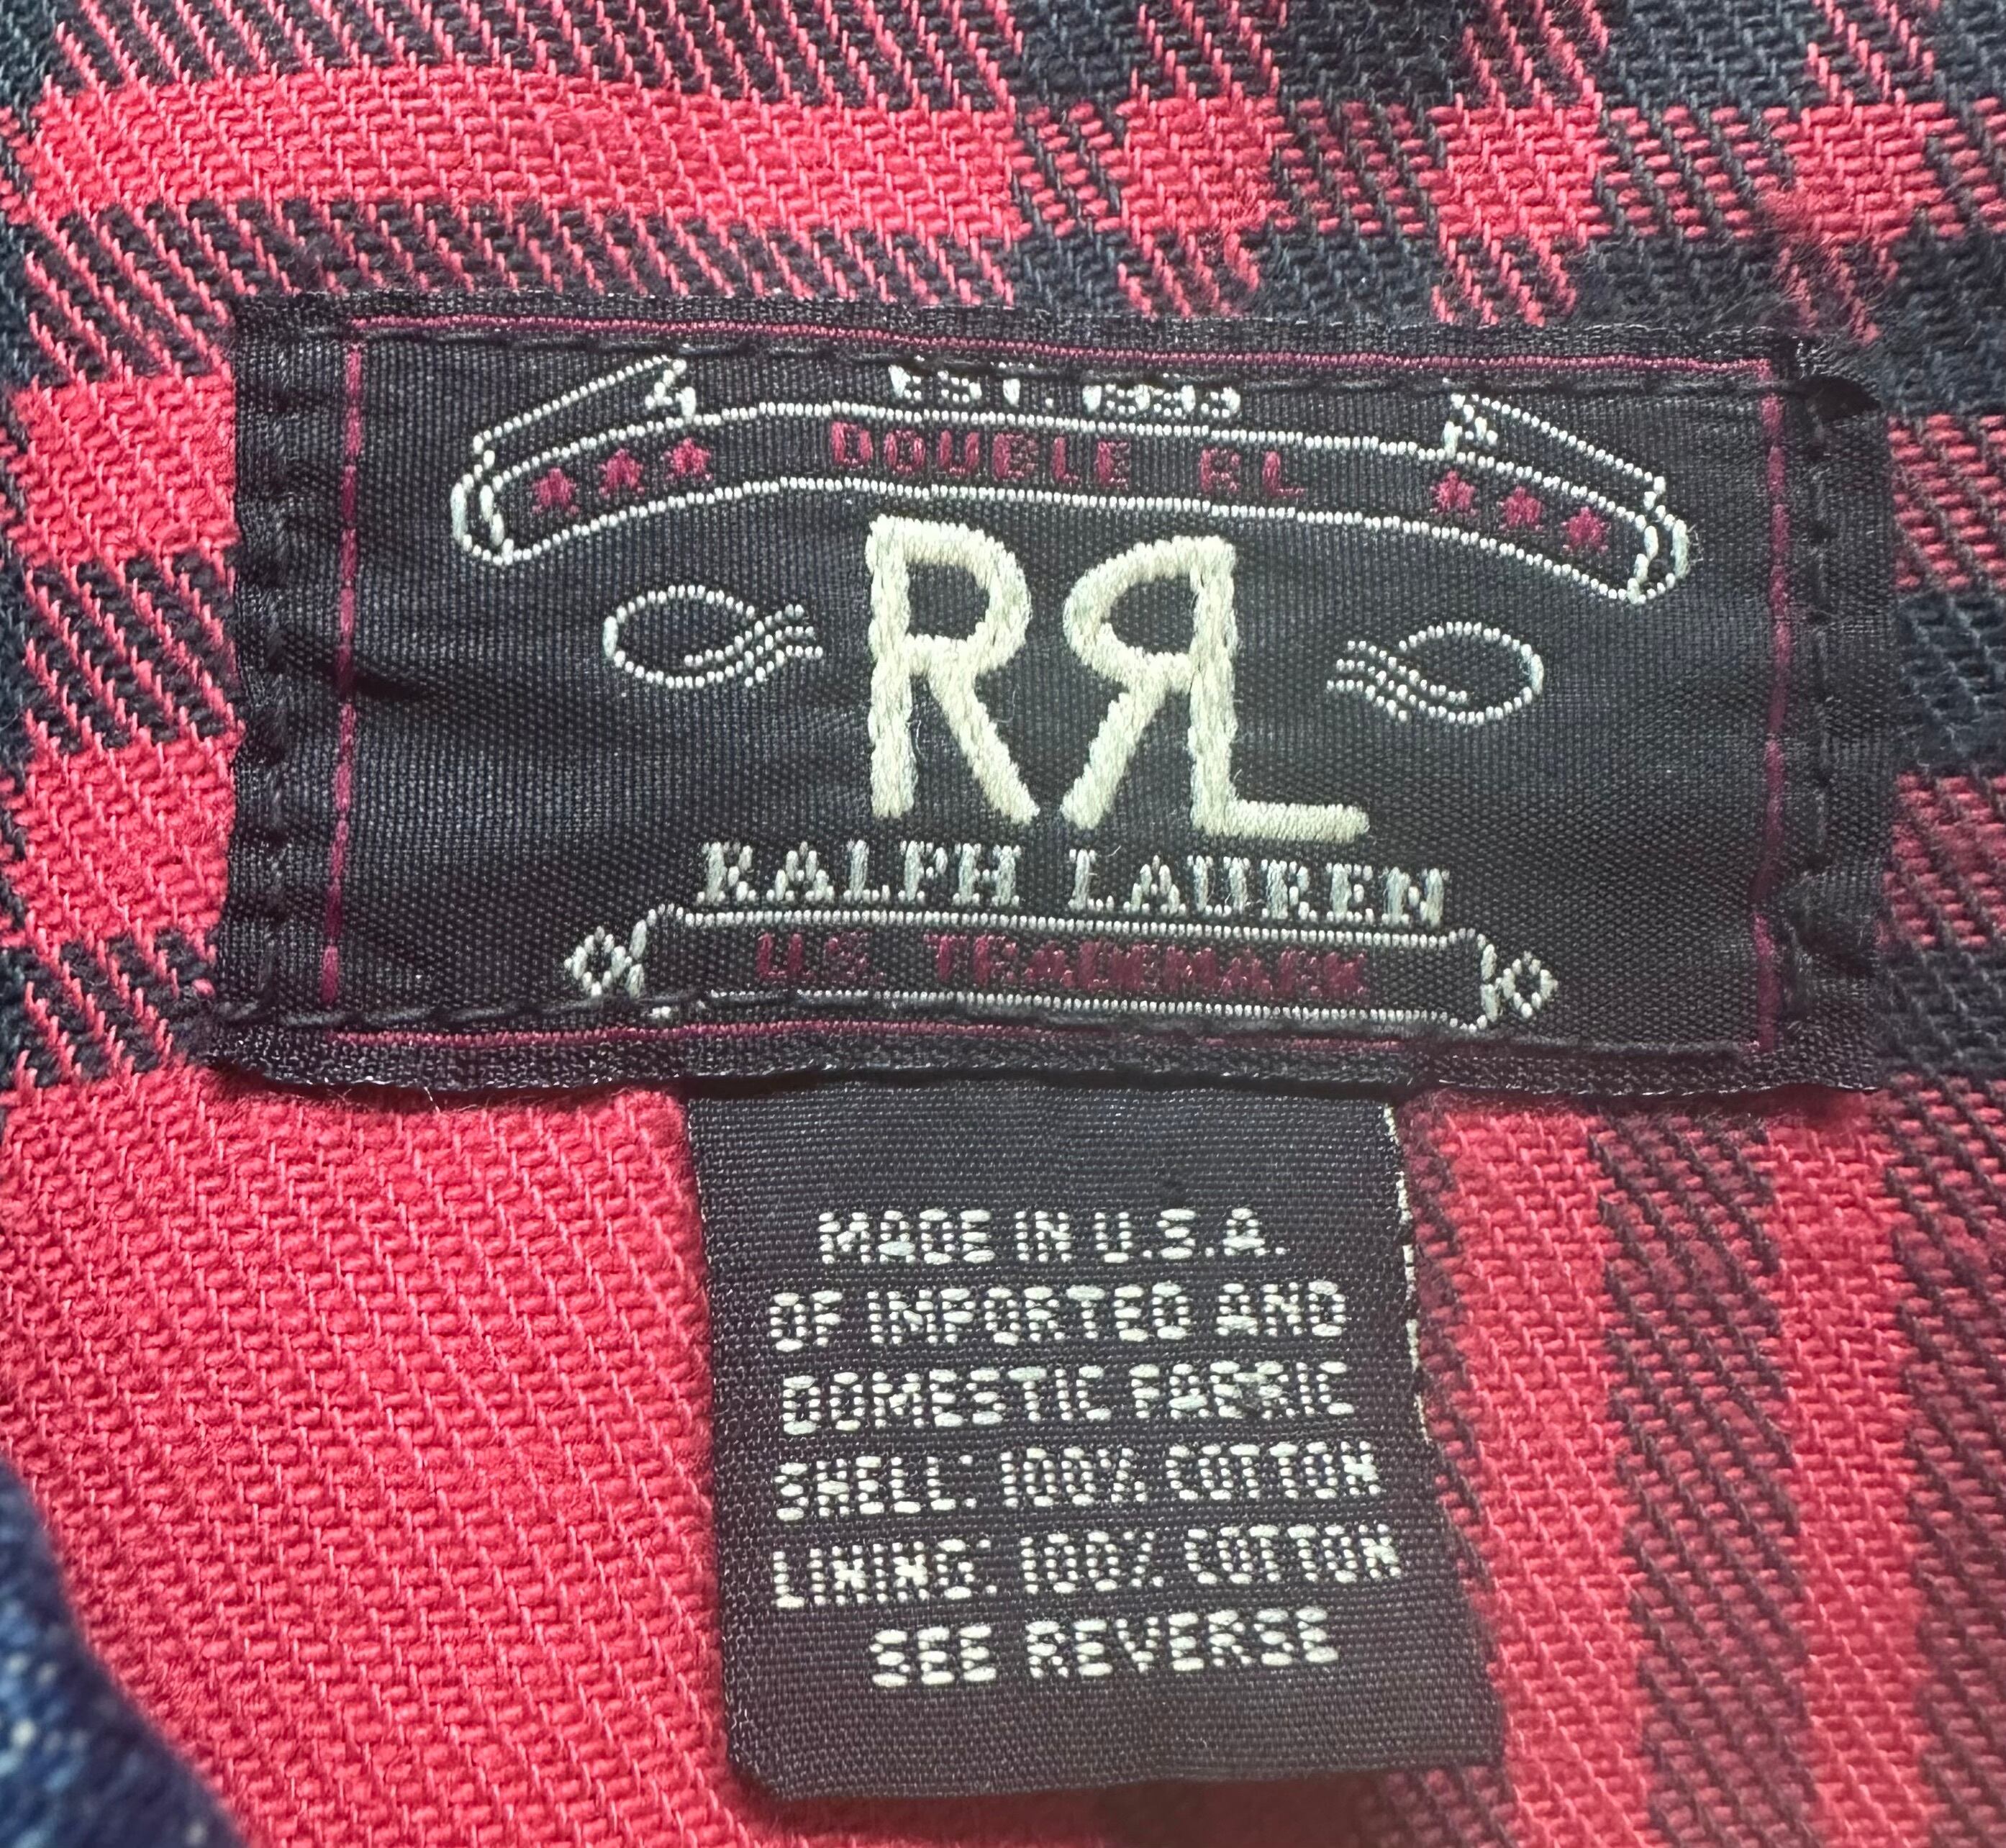 EST. 1993
DOUBLE RL
RRL
RALPH LAUREN
U.S. TRADEMARK
MADE IN U.S.A.
OF IMPORTED AND
DOMESTIC FABRIC
SHELL: 100% COTTON
LINING: 100% COTTON
SEE REVERSE